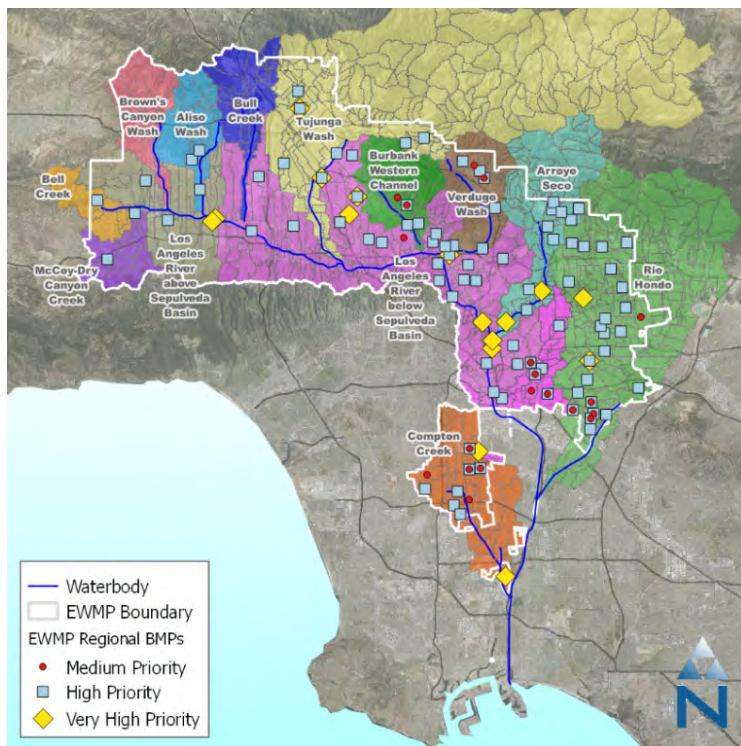 Brown's
Canyon
Wash
Aliso
Wash
Bull
Creek
Tujunga
Wash
Burbank
Western
Channel
Verdugo
Wash
Arroyo
Seco
Bell
Creek
McCoy-Dry
Canyon
Creek
Los
Angeles
River
above
Sepulveda
Basin
Los
Angeles
River
below
Sepulveda
Basin
Rio
Hondo
Compton
Creek
Waterbody
EWMP Boundary
EWMP Regional BMPs
Medium Priority
High Priority
Very High Priority
N